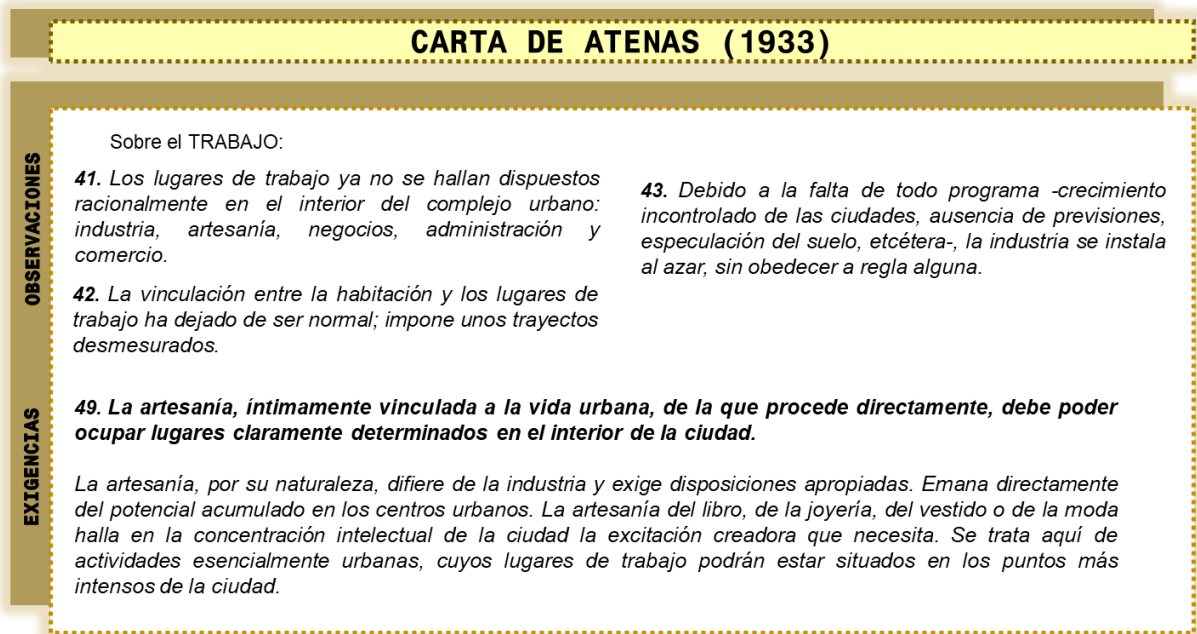 CARTA DE ATENAS (1933)
OBSERVACIONES
Sobre el TRABAJO:
41. Los lugares de trabajo ya no se hallan dispuestos
racionalmente en el interior del complejo urbano:
industria, artesanía, negocios, administración y
comercio.
42. La vinculación entre la habitación y los lugares de
trabajo ha dejado de ser normal; impone unos trayectos
desmesurados.
43. Debido a la falta de todo programa -crecimiento
incontrolado de las ciudades, ausencia de previsiones,
especulación del suelo, etcétera-, la industria se instala
al azar, sin obedecer a regla alguna.
EXIGENCIAS
49. La artesanía, íntimamente vinculada a la vida urbana, de la que procede directamente, debe poder
ocupar lugares claramente determinados en el interior de la ciudad.
La artesanía, por su naturaleza, difiere de la industria y exige disposiciones apropiadas. Emana directamente
del potencial acumulado en los centros urbanos. La artesanía del libro, de la joyería, del vestido o de la moda
halla en la concentración intelectual de la ciudad la excitación creadora que necesita. Se trata aquí de
actividades esencialmente urbanas, cuyos lugares de trabajo podrán estar situados en los puntos más
intensos de la ciudad.